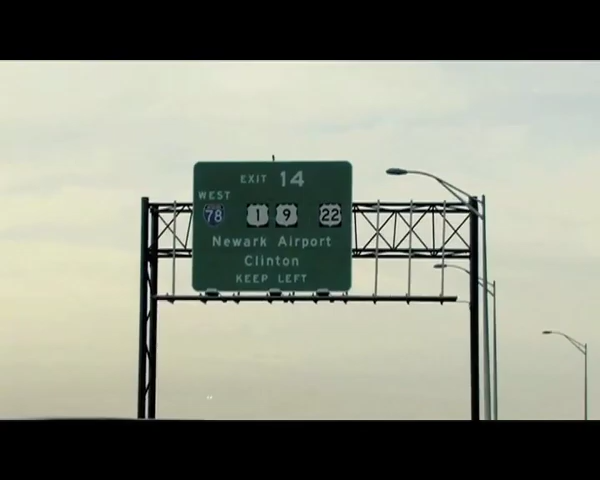 EXIT 14
WEST
78 1 9 22
Newark Airport
Clinton
KEEP LEFT